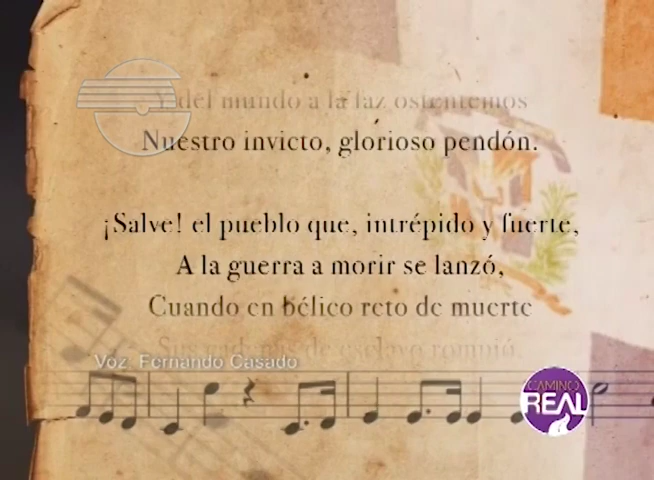 Y del mundo a la faz ostentemos
Nuestro invicto, glorioso pendón.
¡Salve! el pueblo que, intrépido y fuerte,
A la guerra a morir se lanzó,
Cuando en bélico reto de muerte
Sus cadenas de esclavo rompió.
Voz Fernando Casado
CAMINO
REAL